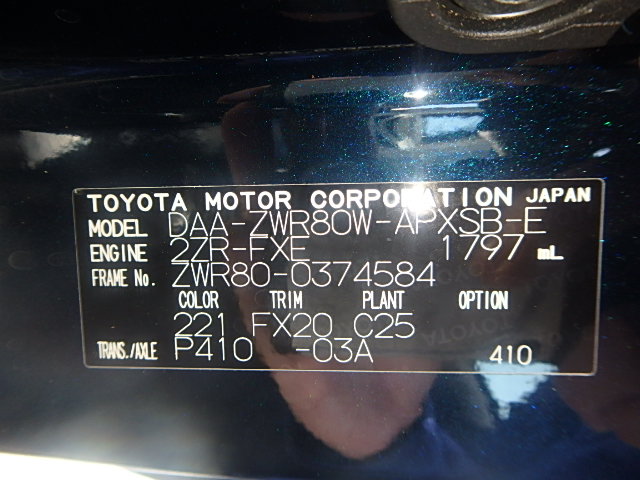 TOYOTA MOTOR CORPORATION JAPAN
MODEL DAA-ZWR80W-APXSB-E
ENGINE 2ZR-FXE 1797 mL
FRAME No. ZWR80-0374584
COLOR TRIM PLANT OPTION
221 FX20 C25
TRANS./AXLE P410 -03A 410